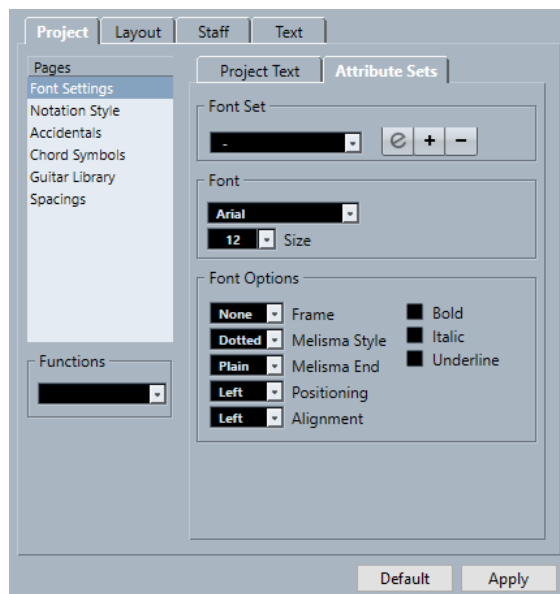 Project Layout Staff Text
Pages
Font Settings
Notation Style
Accidentals
Chord Symbols
Guitar Library
Spacings
Functions
Project Text Attribute Sets
Font Set
- e + −
Font
Arial
12 Size
Font Options
None Frame
Dotted Melisma Style
Plain Melisma End
Left Positioning
Left Alignment
Bold
Italic
Underline
Default Apply